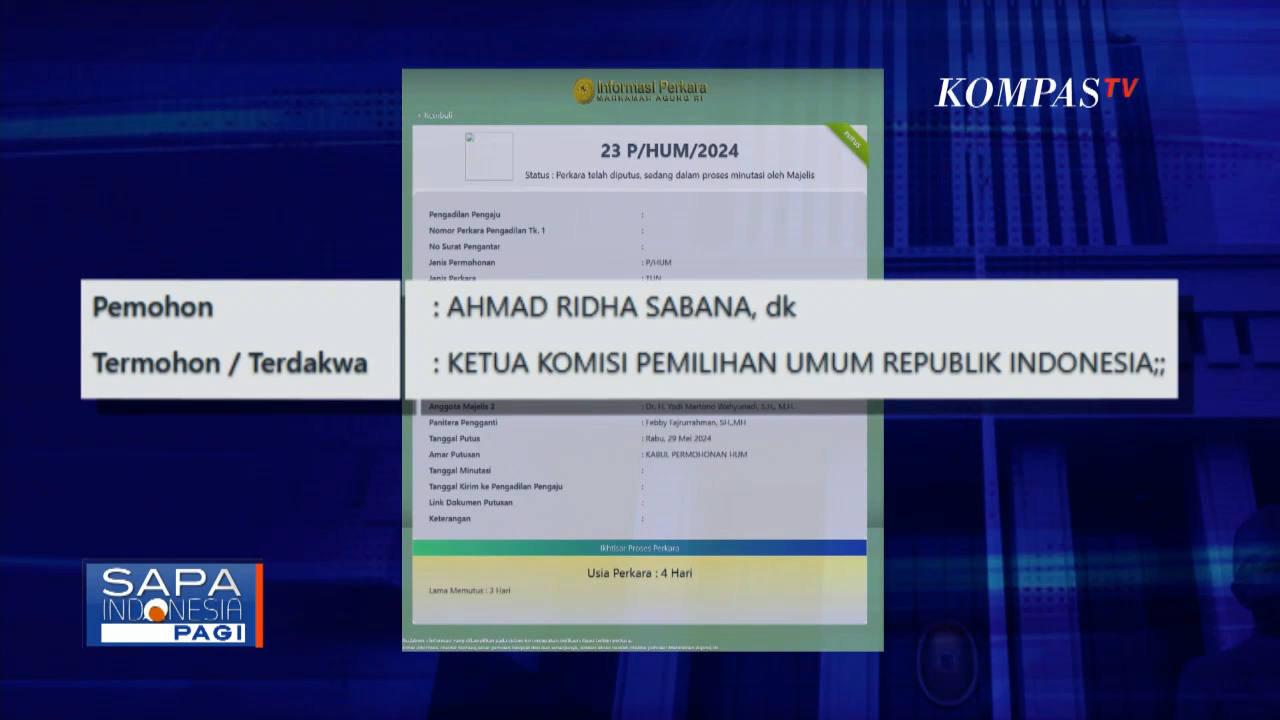 KOMPASTV
Informasi Perkara
MAHKAMAH AGUNG RI
‹ Kembali
PUTUS
23 P/HUM/2024
Status : Perkara telah diputus, sedang dalam proses minutasi oleh Majelis
Pengadilan Pengaju :
Nomor Perkara Pengadilan Tk. 1 :
No Surat Pengantar :
Jenis Permohonan : P/HUM
Jenis Perkara : TUN
Pemohon : AHMAD RIDHA SABANA, dk
Termohon / Terdakwa : KETUA KOMISI PEMILIHAN UMUM REPUBLIK INDONESIA;;
Anggota Majelis 2 : Dr. H. Yodi Martono Wahyunadi, S.H., M.H.
Panitera Pengganti : Febby Fajrurrahman, SH.,MH
Tanggal Putus : Rabu, 29 Mei 2024
Amar Putusan : KABUL PERMOHONAN HUM
Tanggal Minutasi :
Tanggal Kirim ke Pengadilan Pengaju :
Link Dokumen Putusan :
Keterangan :
Ikhtisar Proses Perkara
Usia Perkara : 4 Hari
Lama Memutus : 3 Hari
SAPA
INDONESIA
PAGI